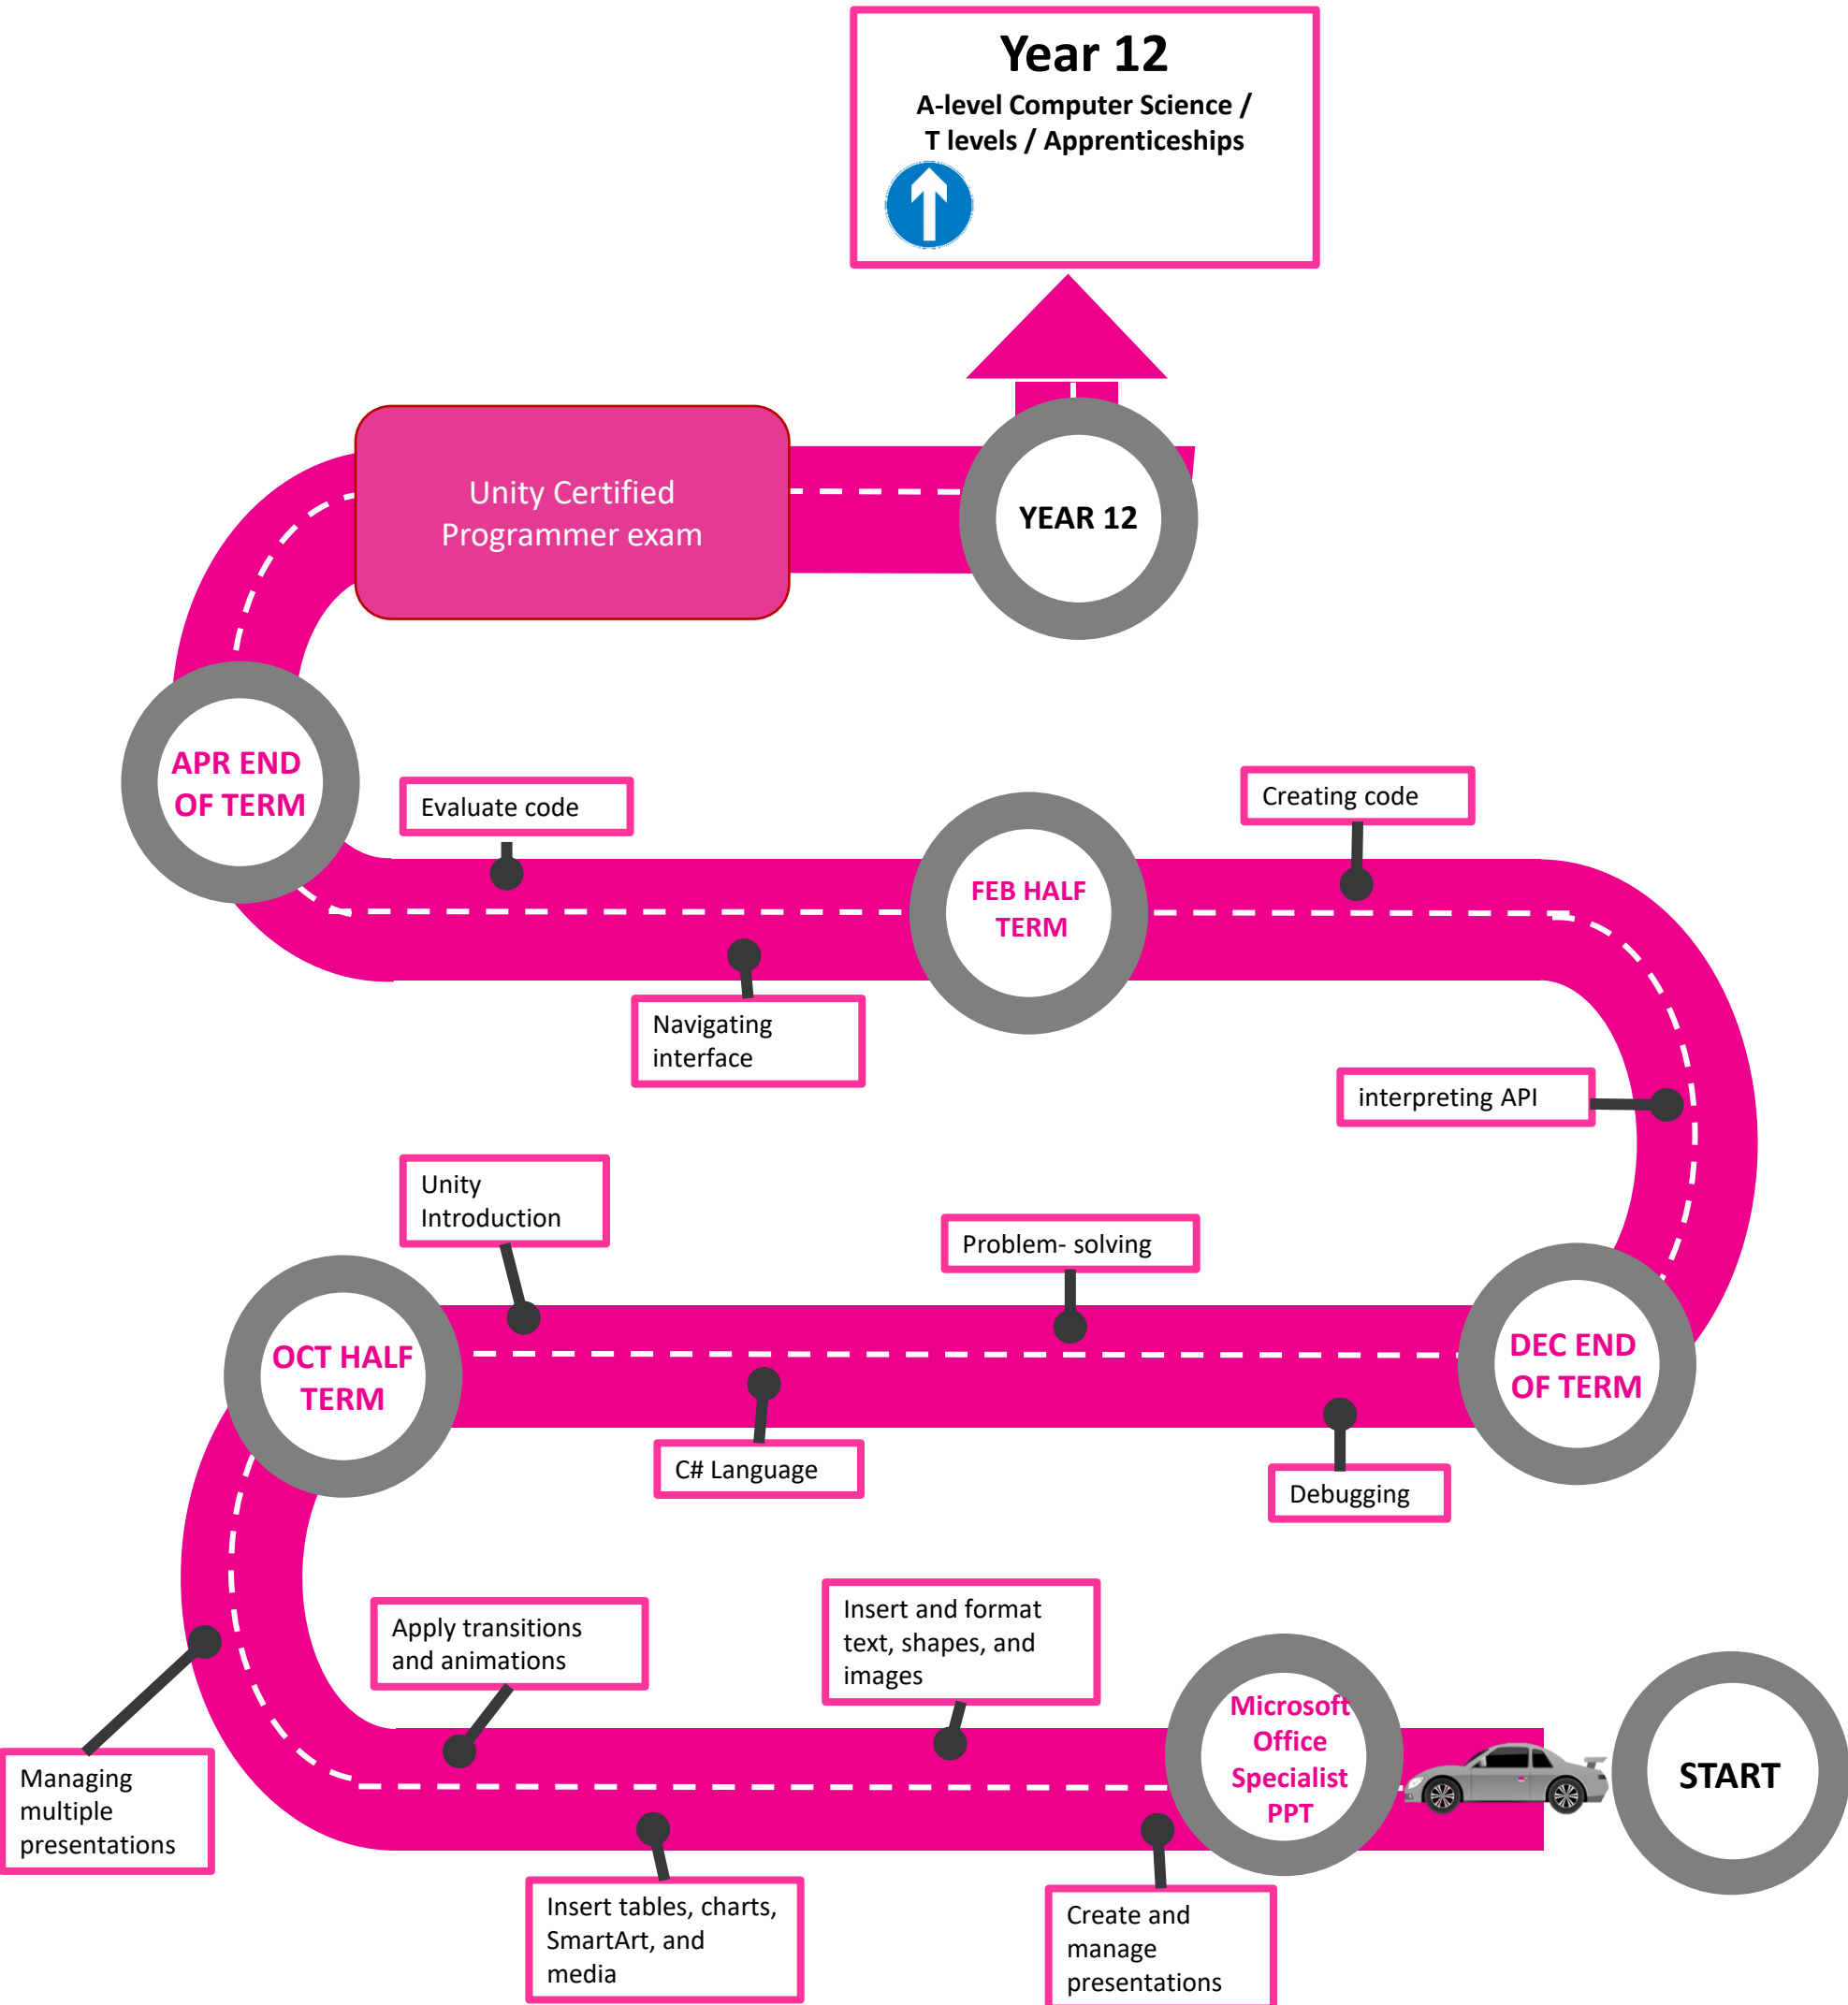 Year 12
A-level Computer Science /
T levels / Apprenticeships
Unity Certified
Programmer exam
YEAR 12
APR END
OF TERM
Evaluate code
FEB HALF
TERM
Creating code
Navigating
interface
interpreting API
Unity
Introduction
Problem- solving
OCT HALF
TERM
DEC END
OF TERM
C# Language
Debugging
Apply transitions
and animations
Insert and format
text, shapes, and
images
Microsoft
Office
Specialist
PPT
START
Managing
multiple
presentations
Insert tables, charts,
SmartArt, and
media
Create and
manage
presentations